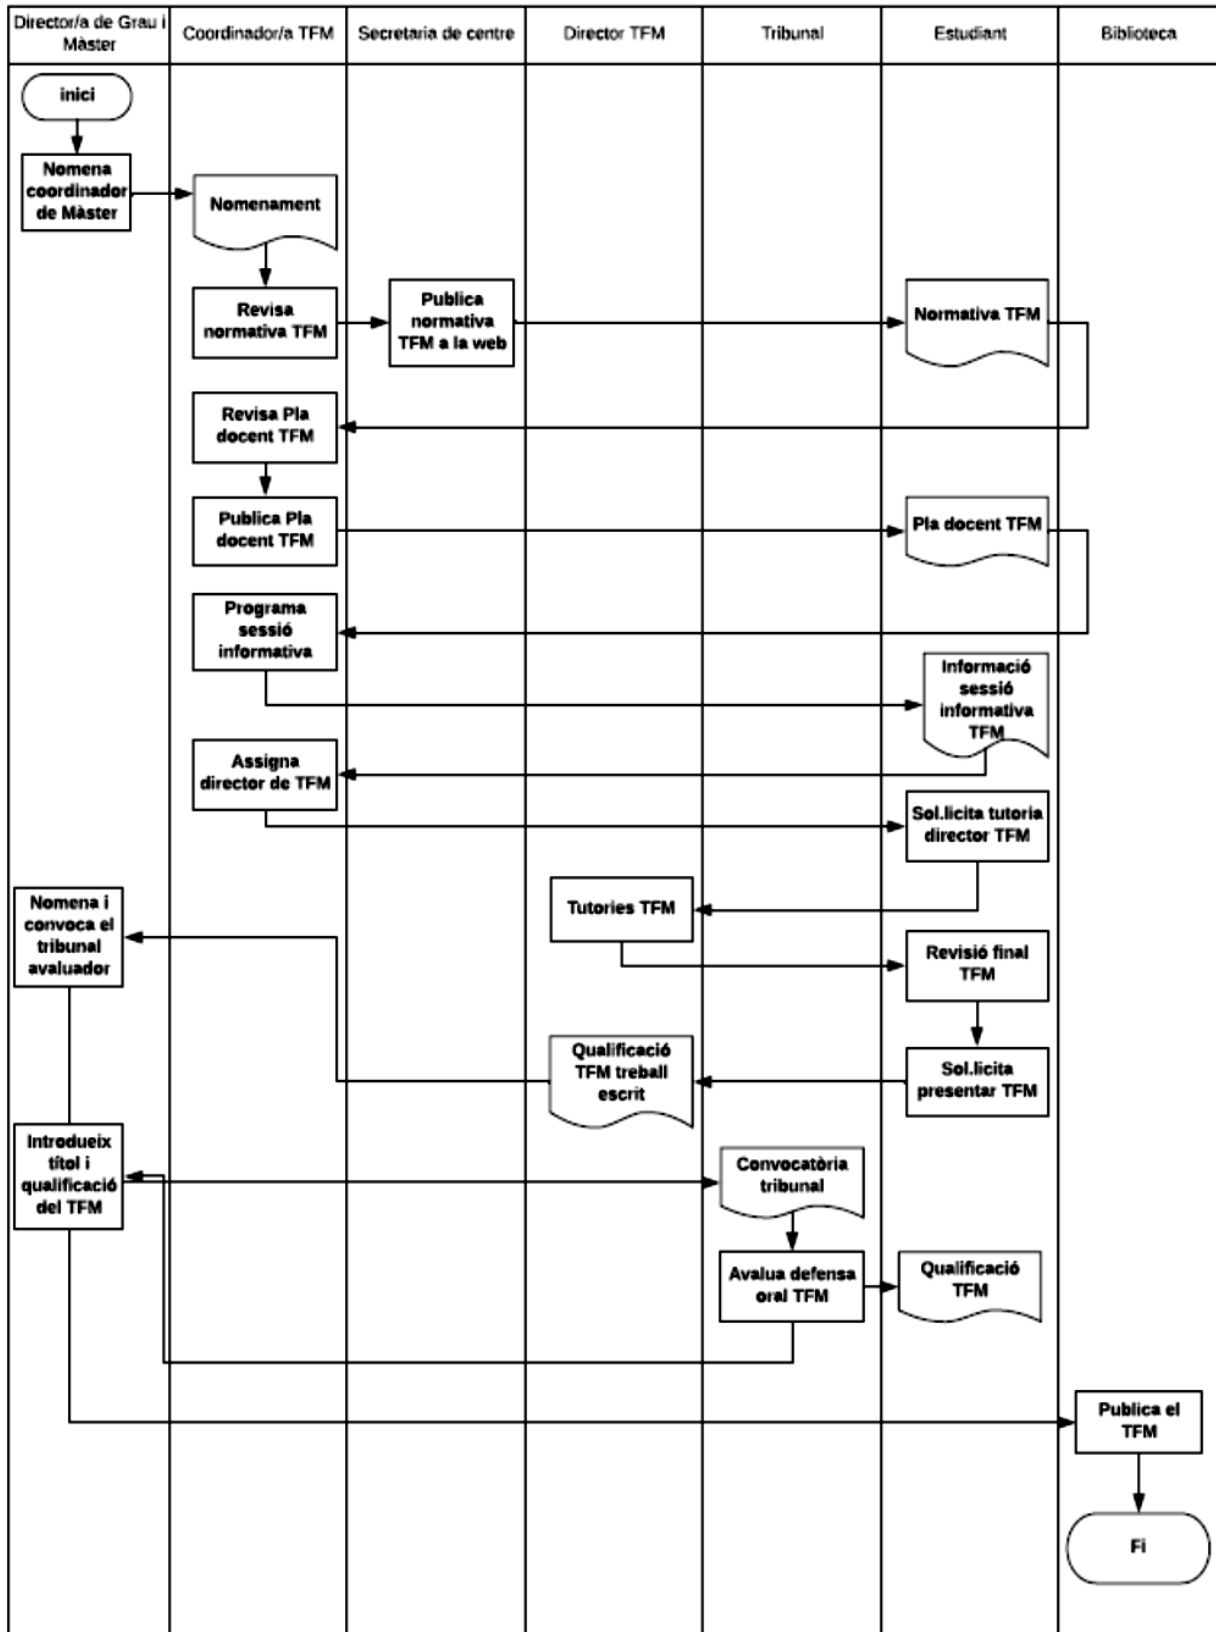 Director/a de Grau i
Màster
Coordinador/a TFM
Secretaria de centre
Director TFM
Tribunal
Estudiant
Biblioteca
inici
Nomena
coordinador
de Màster
Nomenament
Revisa
normativa TFM
Publica
normativa
TFM a la web
Normativa TFM
Revisa Pla
docent TFM
Publica Pla
docent TFM
Pla docent TFM
Programa
sessió
informativa
Informació
sessió
informativa
TFM
Assigna
director de TFM
Sol.licita tutoria
director TFM
Nomena i
convoca el
tribunal
avaluador
Tutories TFM
Revisió final
TFM
Qualificació
TFM treball
escrit
Sol.licita
presentar TFM
Introdueix
títol i
qualificació
del TFM
Convocatòria
tribunal
Avalua defensa
oral TFM
Qualificació
TFM
Publica el
TFM
Fi